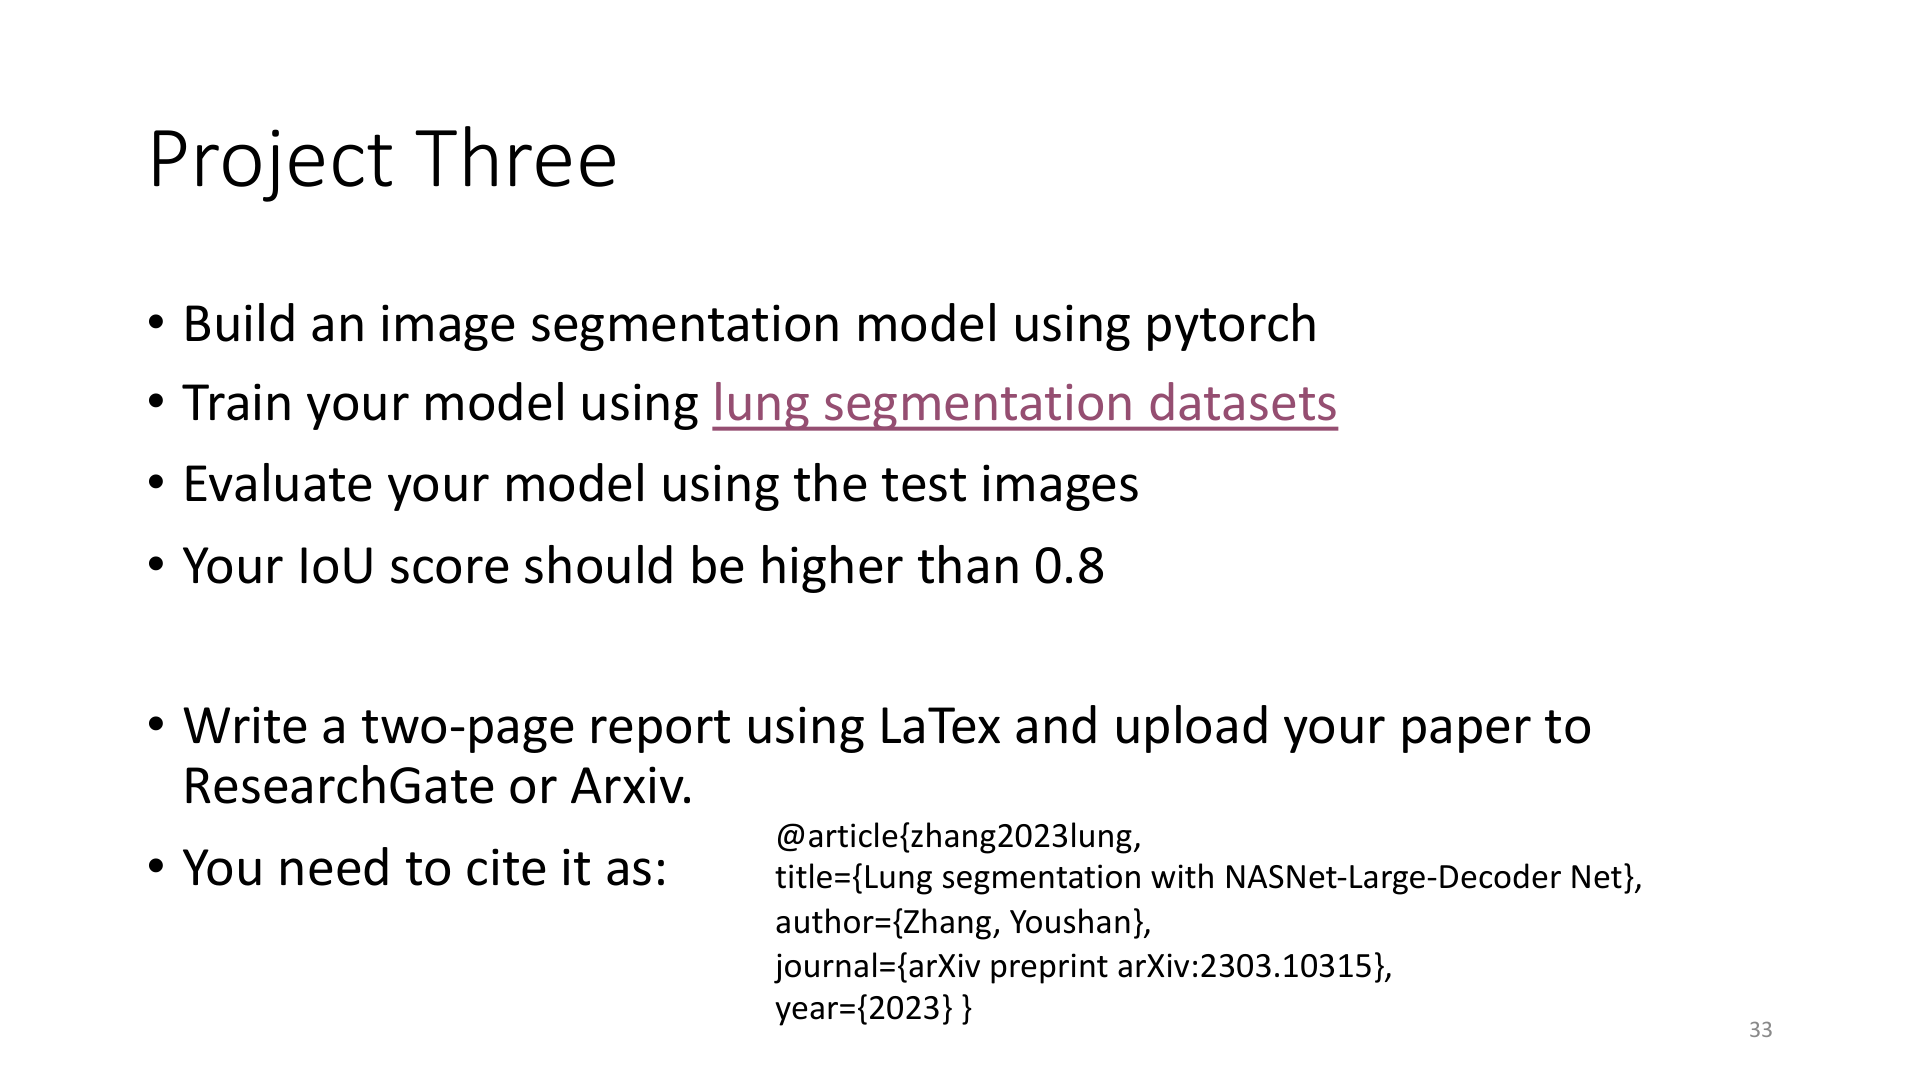 Project Three
• Build an image segmentation model using pytorch
• Train your model using lung segmentation datasets
• Evaluate your model using the test images
• Your IoU score should be higher than 0.8
• Write a two-page report using LaTex and upload your paper to
ResearchGate or Arxiv.
• You need to cite it as:
@article{zhang2023lung,
title={Lung segmentation with NASNet-Large-Decoder Net},
author={Zhang, Youshan},
journal={arXiv preprint arXiv:2303.10315},
year={2023} }
33